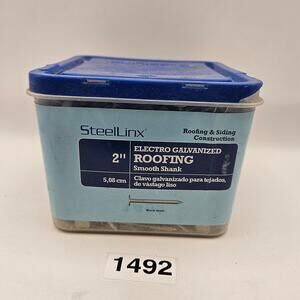 SteelLinx
Roofing & Siding
Construction
2"
5,08 cm
ELECTRO GALVANIZED
ROOFING
Smooth Shank
Clavo galvanizado para tejados,
de vástago liso
1492